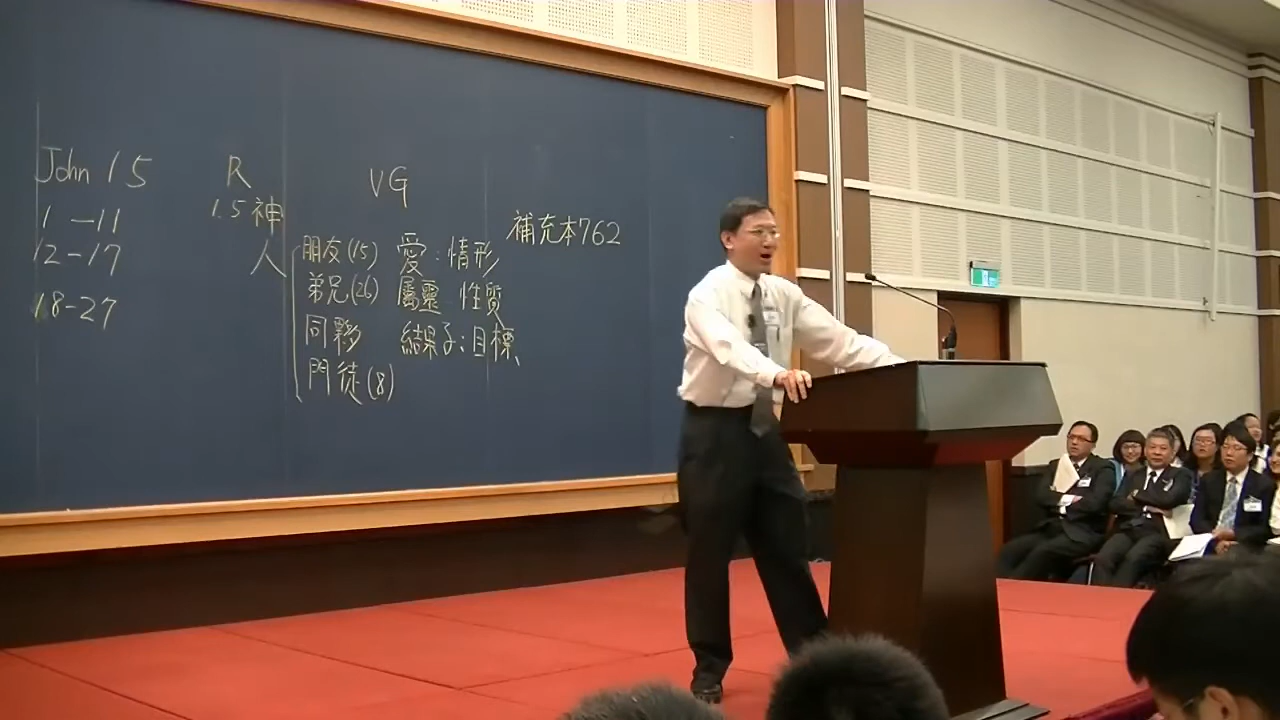 John 15 R VG
1-11 1.5神 補充本762
12-17 人 朋友(15) 愛:情形
18-27 弟兄(26) 屬靈 性質
同夥 結果子:目標
門徒(8)